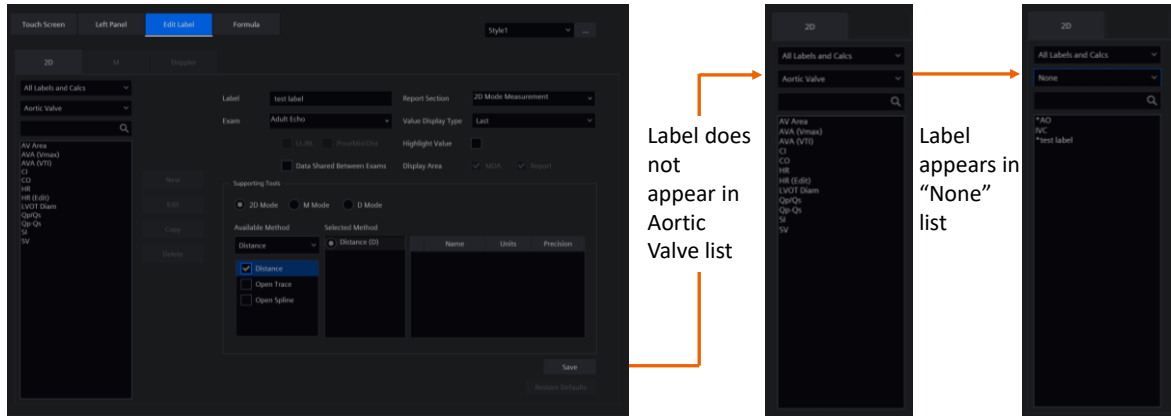 Touch Screen
Left Panel
Edit Label
Formula
Style1
...
2D
M
Doppler
All Labels and Calcs
Aortic Valve
AV Area
AVA (Vmax)
AVA (VTI)
CI
CO
HR
HR (Edit)
LVOT Diam
Qp/Qs
Qp-Qs
SI
SV
New
Edit
Copy
Delete
Label
test label
Report Section
2D Mode Measurement
Exam
Adult Echo
Value Display Type
Last
Lt./Rt.
Prox/Mid/Dist
Highlight Value
Data Shared Between Exams
Display Area
MOA
Report
Supporting Tools
2D Mode
M Mode
D Mode
Available Method
Selected Method
Distance
Distance (D)
Name
Units
Precision
Distance
Open Trace
Open Spline
Save
Restore Defaults
Label does
not
appear in
Aortic
Valve list
2D
All Labels and Calcs
Aortic Valve
AV Area
AVA (Vmax)
AVA (VTI)
CI
CO
HR
HR (Edit)
LVOT Diam
Qp/Qs
Qp-Qs
SI
SV
Label
appears in
“None”
list
2D
All Labels and Calcs
None
*AO
IVC
*test label